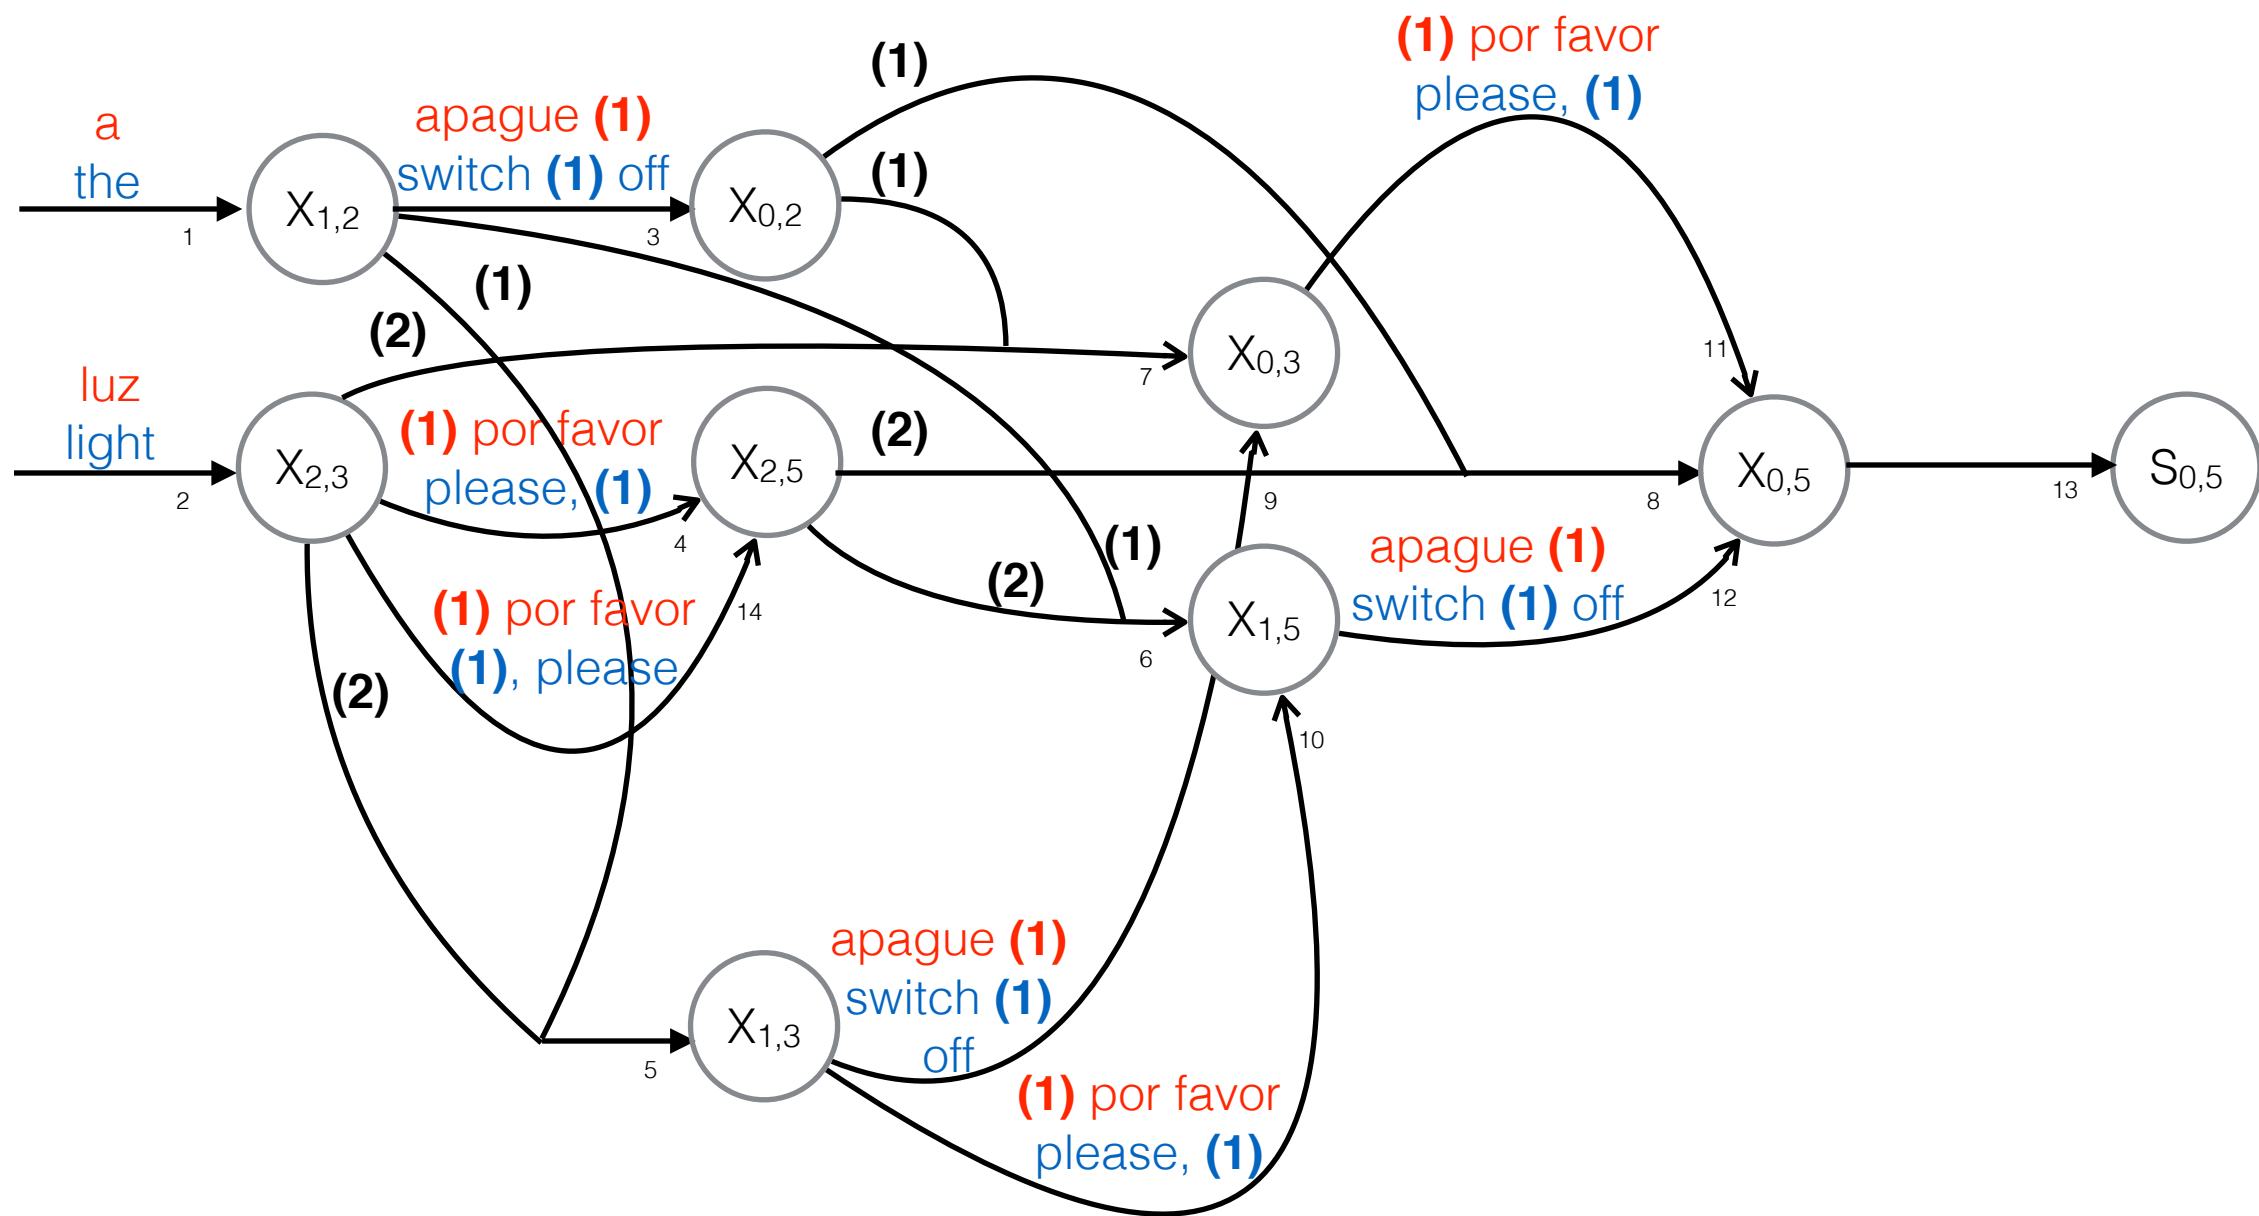 (1) por favor
please, (1)
(1)
a
the
apague (1)
switch (1) off
(1)
X1,2
X0,2
1
3
(1)
(2)
X0,3
11
7
luz
light
(1) por favor
please, (1)
(2)
X2,3
X2,5
X0,5
S0,5
2
4
9
8
13
(1)
apague (1)
switch (1) off
(2)
12
(1) por favor
(1), please
14
X1,5
6
(2)
10
apague (1)
switch (1)
off
X1,3
5
(1) por favor
please, (1)